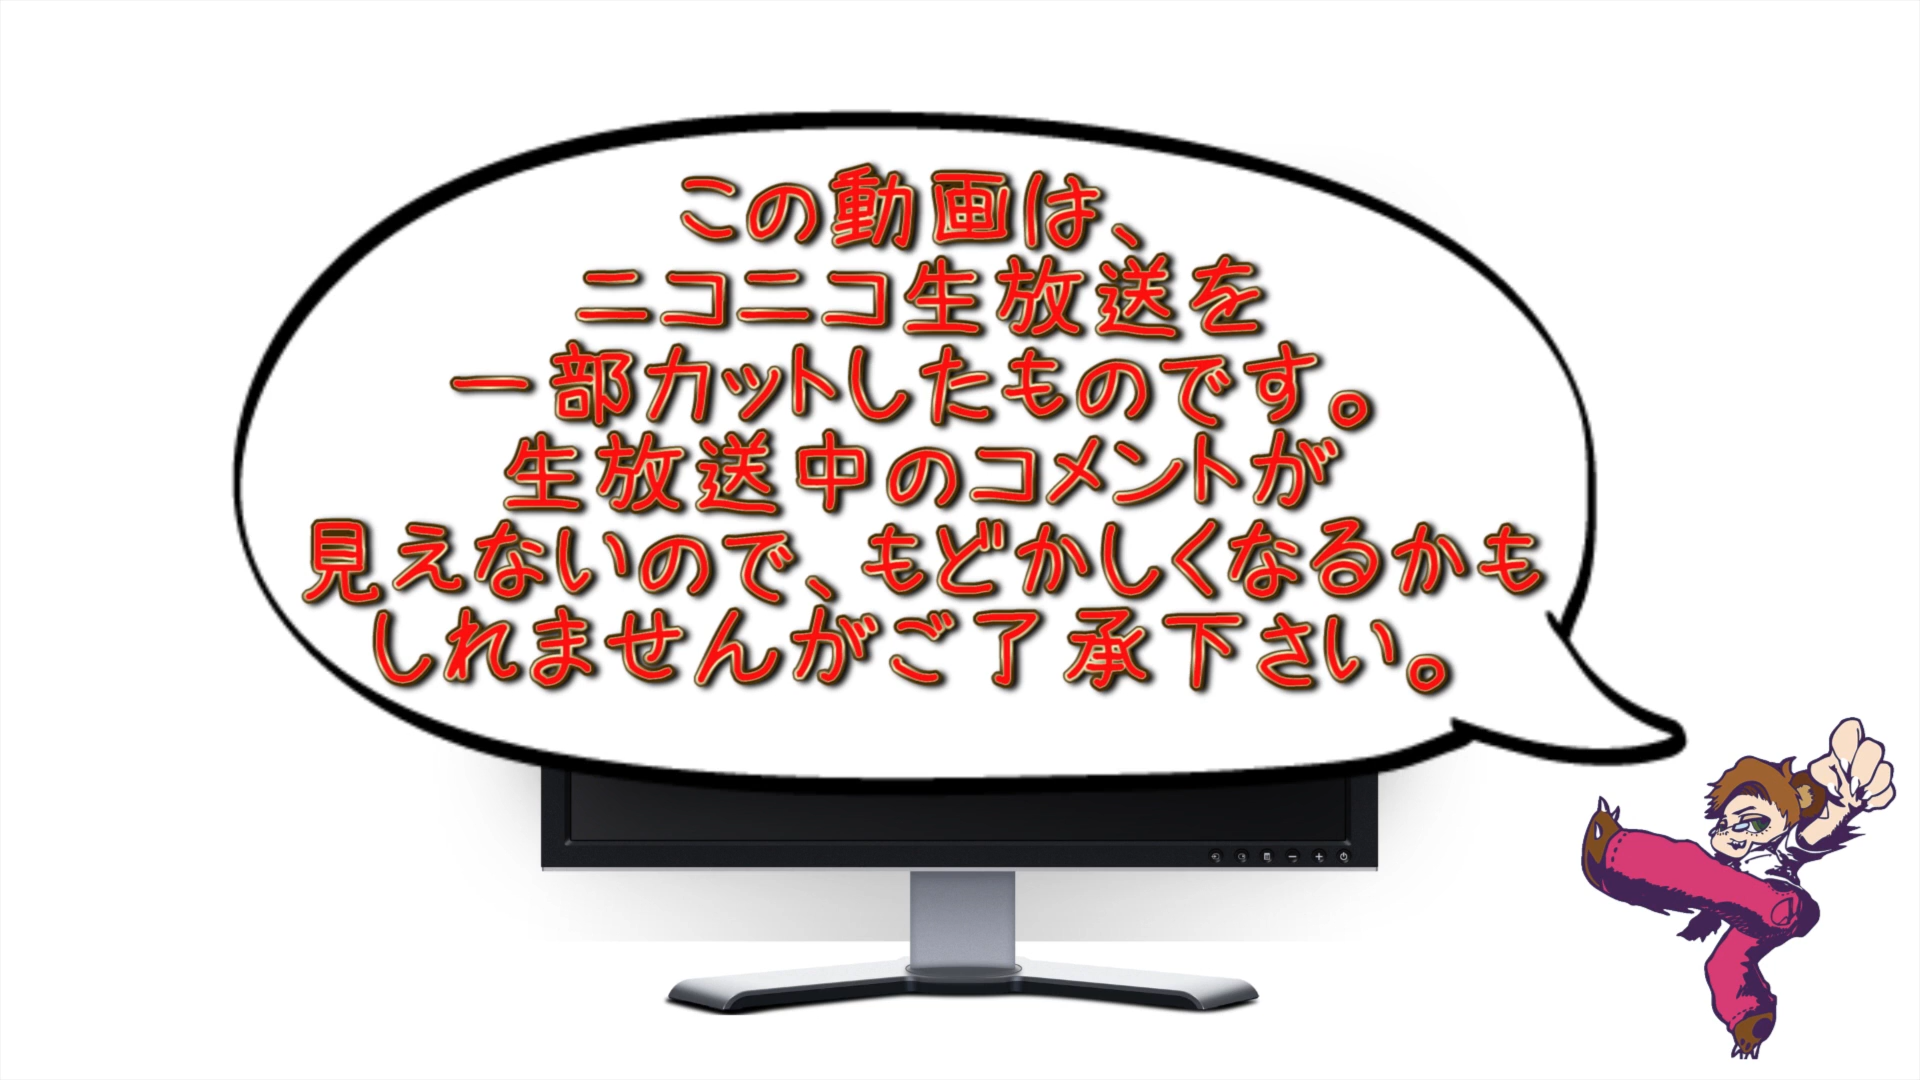 この動画は、
ニコニコ生放送を
一部カットしたものです。
生放送中のコメントが
見えないので、もどかしくなるかも
しれませんがご了承下さい。